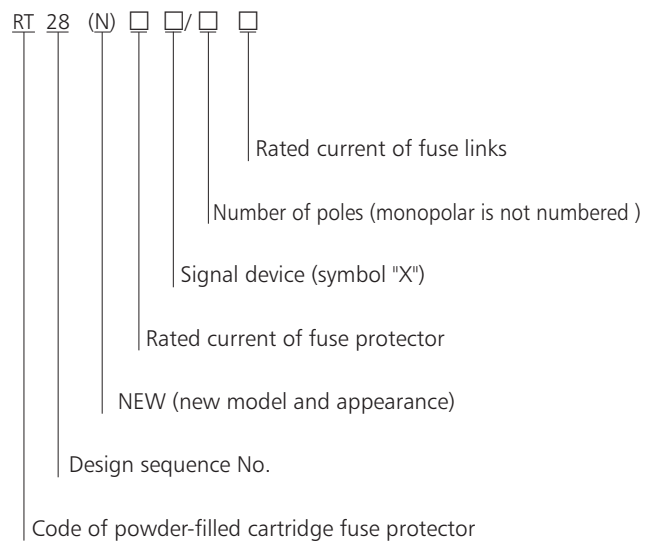 RT 28 (N) □ □/□ □
Rated current of fuse links
Number of poles (monopolar is not numbered )
Signal device (symbol "X")
Rated current of fuse protector
NEW (new model and appearance)
Design sequence No.
Code of powder-filled cartridge fuse protector